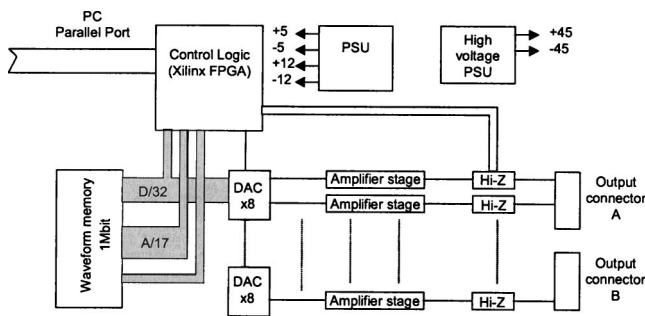 PC
Parallel Port
Control Logic
(Xilinx FPGA)
+5
-5
+12
-12
PSU
High
voltage
PSU
+45
-45
Waveform memory
1Mbit
D/32
A/17
DAC
x8
Amplifier stage
Hi-Z
Amplifier stage
Hi-Z
Output
connector
A
DAC
x8
Amplifier stage
Hi-Z
Output
connector
B